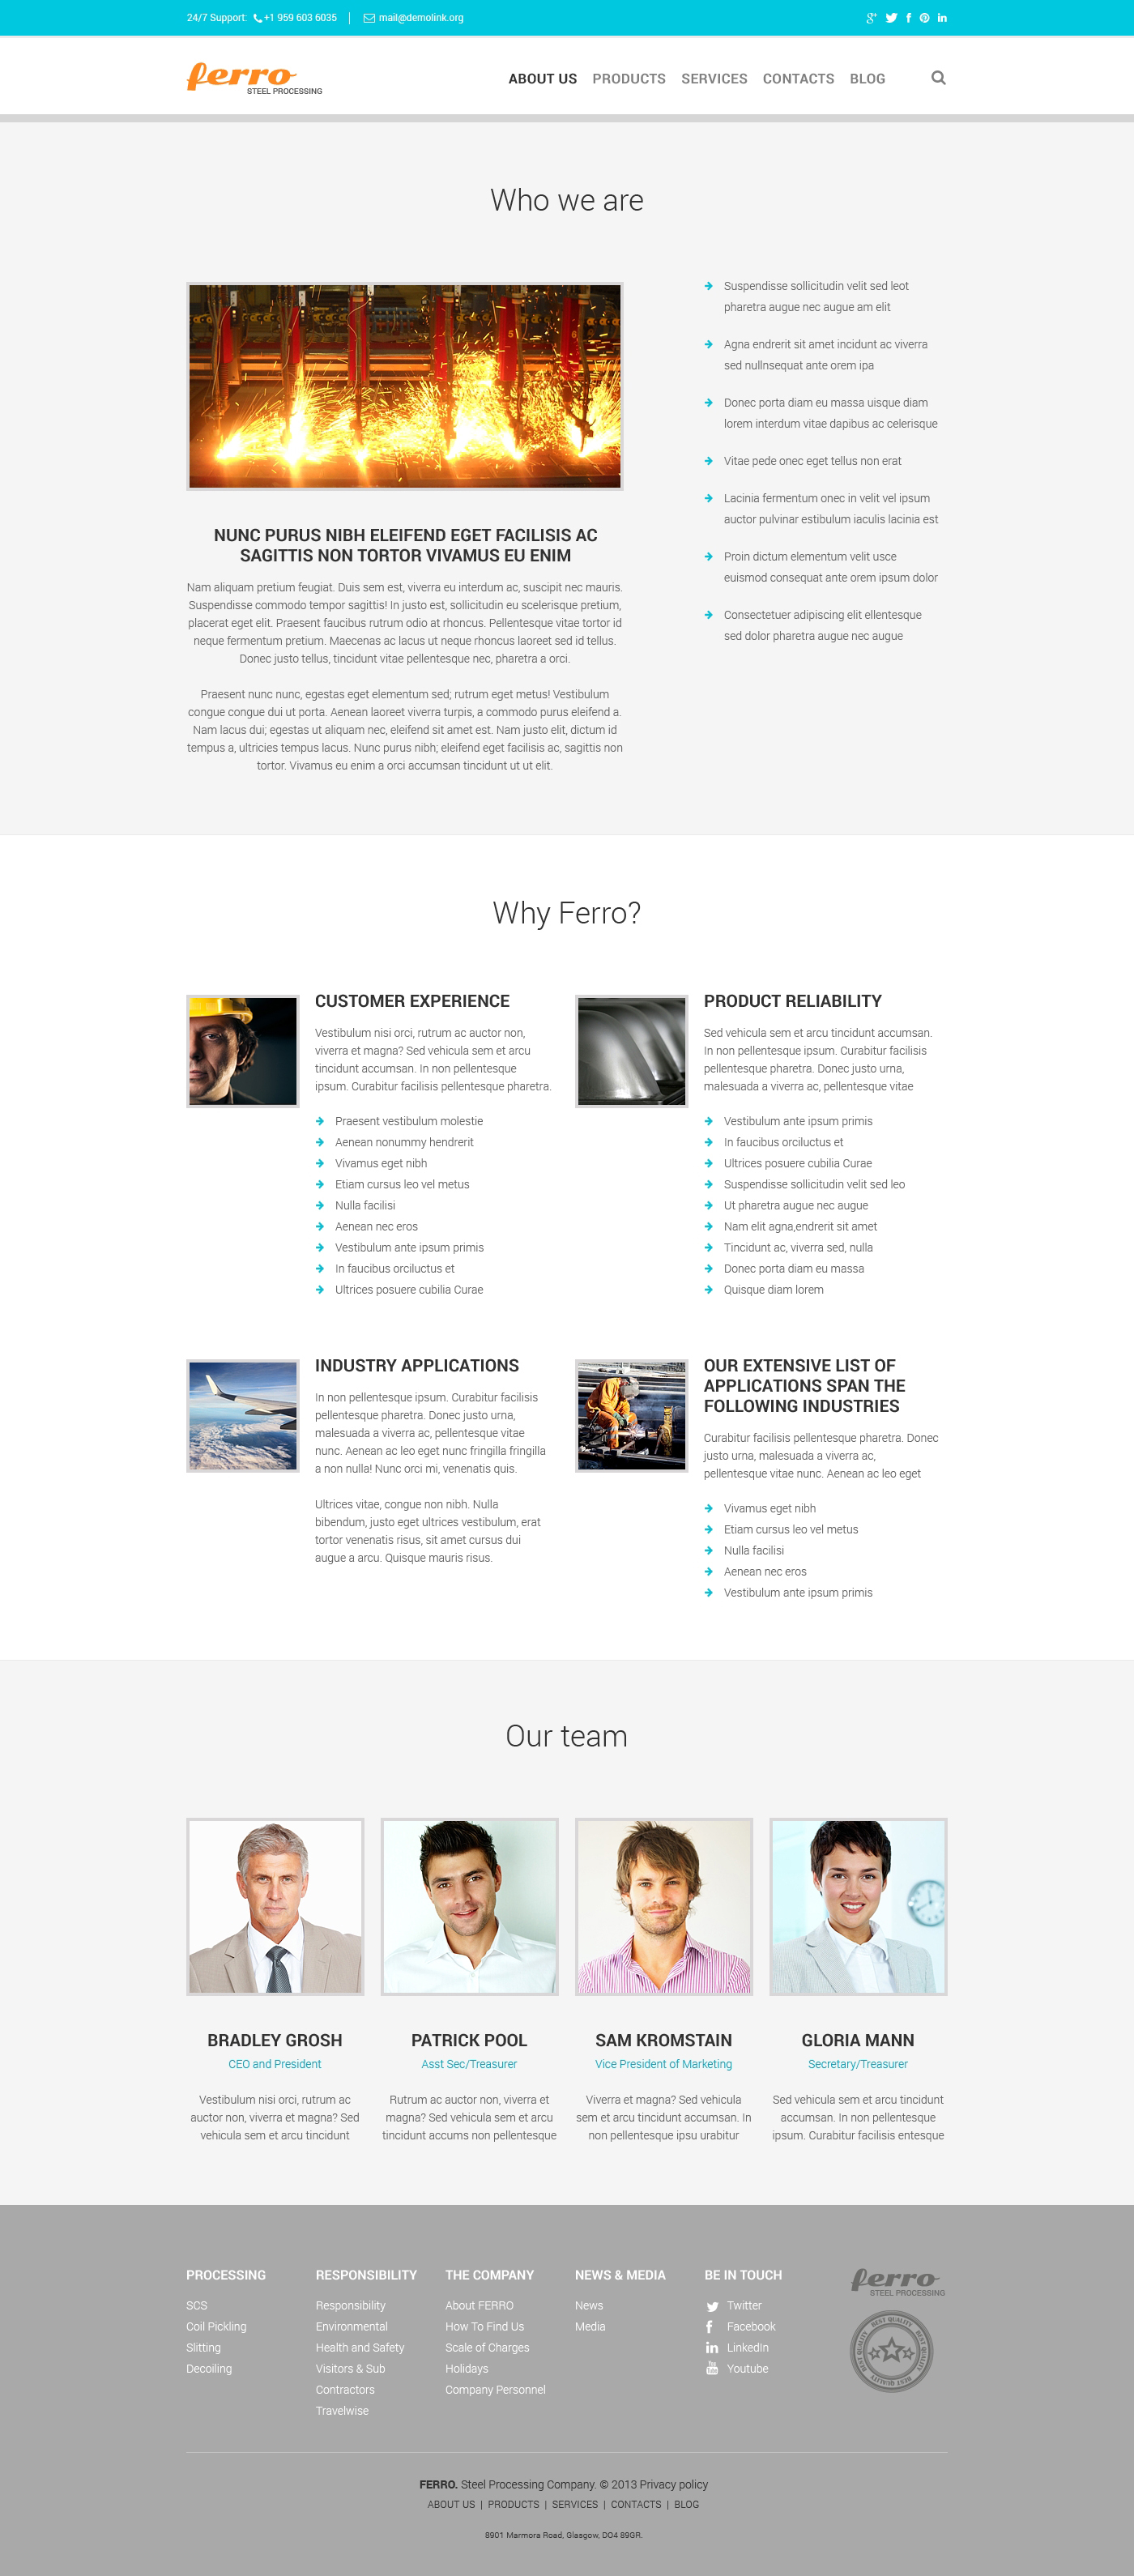 24/7 Support: +1 959 603 6035 | mail@demolink.org
ferro
STEEL PROCESSING
ABOUT US PRODUCTS SERVICES CONTACTS BLOG
Who we are
NUNC PURUS NIBH ELEIFEND EGET FACILISIS AC
SAGITTIS NON TORTOR VIVAMUS EU ENIM
Nam aliquam pretium feugiat. Duis sem est, viverra eu interdum ac, suscipit nec mauris.
Suspendisse commodo tempor sagittis! In justo est, sollicitudin eu scelerisque pretium,
placerat eget elit. Praesent faucibus rutrum odio at rhoncus. Pellentesque vitae tortor id
neque fermentum pretium. Maecenas ac lacus ut neque rhoncus laoreet sed id tellus.
Donec justo tellus, tincidunt vitae pellentesque nec, pharetra a orci.
Praesent nunc nunc, egestas eget elementum sed; rutrum eget metus! Vestibulum
congue congue dui ut porta. Aenean laoreet viverra turpis, a commodo purus eleifend a.
Nam lacus dui; egestas ut aliquam nec, eleifend sit amet est. Nam justo elit, dictum id
tempus a, ultricies tempus lacus. Nunc purus nibh; eleifend eget facilisis ac, sagittis non
tortor. Vivamus eu enim a orci accumsan tincidunt ut ut elit.
Suspendisse sollicitudin velit sed leot
pharetra augue nec augue am elit
Agna endrerit sit amet incidunt ac viverra
sed nullnsequat ante orem ipa
Donec porta diam eu massa uisque diam
lorem interdum vitae dapibus ac celerisque
Vitae pede onec eget tellus non erat
Lacinia fermentum onec in velit vel ipsum
auctor pulvinar estibulum iaculis lacinia est
Proin dictum elementum velit usce
euismod consequat ante orem ipsum dolor
Consectetuer adipiscing elit ellentesque
sed dolor pharetra augue nec augue
Why Ferro?
CUSTOMER EXPERIENCE
Vestibulum nisi orci, rutrum ac auctor non,
viverra et magna? Sed vehicula sem et arcu
tincidunt accumsan. In non pellentesque
ipsum. Curabitur facilisis pellentesque pharetra.
Praesent vestibulum molestie
Aenean nonummy hendrerit
Vivamus eget nibh
Etiam cursus leo vel metus
Nulla facilisi
Aenean nec eros
Vestibulum ante ipsum primis
In faucibus orciluctus et
Ultrices posuere cubilia Curae
PRODUCT RELIABILITY
Sed vehicula sem et arcu tincidunt accumsan.
In non pellentesque ipsum. Curabitur facilisis
pellentesque pharetra. Donec justo urna,
malesuada a viverra ac, pellentesque vitae
Vestibulum ante ipsum primis
In faucibus orciluctus et
Ultrices posuere cubilia Curae
Suspendisse sollicitudin velit sed leo
Ut pharetra augue nec augue
Nam elit agna,endrerit sit amet
Tincidunt ac, viverra sed, nulla
Donec porta diam eu massa
Quisque diam lorem
INDUSTRY APPLICATIONS
In non pellentesque ipsum. Curabitur facilisis
pellentesque pharetra. Donec justo urna,
malesuada a viverra ac, pellentesque vitae
nunc. Aenean ac leo eget nunc fringilla fringilla
a non nulla! Nunc orci mi, venenatis quis.
Ultrices vitae, congue non nibh. Nulla
bibendum, justo eget ultrices vestibulum, erat
tortor venenatis risus, sit amet cursus dui
augue a arcu. Quisque mauris risus.
OUR EXTENSIVE LIST OF
APPLICATIONS SPAN THE
FOLLOWING INDUSTRIES
Curabitur facilisis pellentesque pharetra. Donec
justo urna, malesuada a viverra ac,
pellentesque vitae nunc. Aenean ac leo eget
Vivamus eget nibh
Etiam cursus leo vel metus
Nulla facilisi
Aenean nec eros
Vestibulum ante ipsum primis
Our team
BRADLEY GROSH
CEO and President
Vestibulum nisi orci, rutrum ac
auctor non, viverra et magna? Sed
vehicula sem et arcu tincidunt
PATRICK POOL
Asst Sec/Treasurer
Rutrum ac auctor non, viverra et
magna? Sed vehicula sem et arcu
tincidunt accums non pellentesque
SAM KROMSTAIN
Vice President of Marketing
Viverra et magna? Sed vehicula
sem et arcu tincidunt accumsan. In
non pellentesque ipsu urabitur
GLORIA MANN
Secretary/Treasurer
Sed vehicula sem et arcu tincidunt
accumsan. In non pellentesque
ipsum. Curabitur facilisis entesque
PROCESSING
SCS
Coil Pickling
Slitting
Decoiling
RESPONSIBILITY
Responsibility
Environmental
Health and Safety
Visitors & Sub
Contractors
Travelwise
THE COMPANY
About FERRO
How To Find Us
Scale of Charges
Holidays
Company Personnel
NEWS & MEDIA
News
Media
BE IN TOUCH
Twitter
Facebook
LinkedIn
Youtube
ferro
STEEL PROCESSING
BEST QUALITY BEST QUALITY BEST QUALITY BEST QUALITY
FERRO. Steel Processing Company. © 2013 Privacy policy
ABOUT US | PRODUCTS | SERVICES | CONTACTS | BLOG
8901 Marmora Road, Glasgow, DO4 89GR.